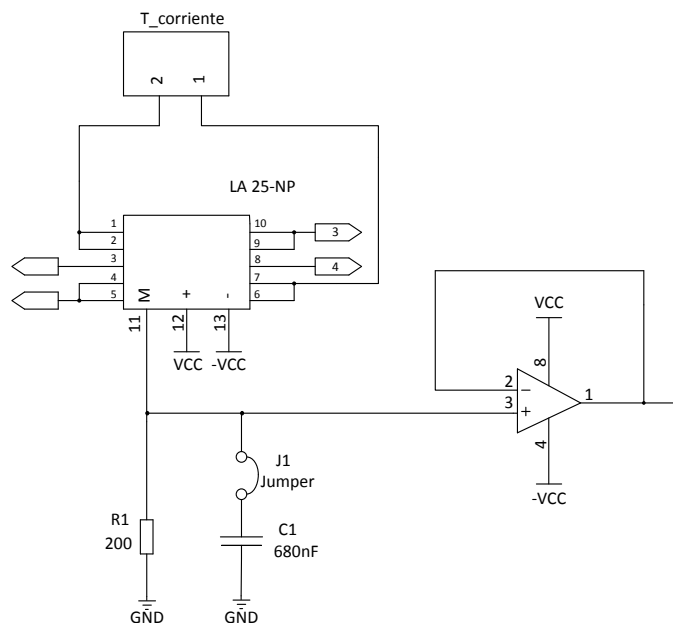 T_corriente
2 1
LA 25-NP
1 10 3
2 9
3 8 4
4 7
5 6
M + -
11 12 13
VCC -VCC
VCC
8
2 −
3 + 1
4
-VCC
J1
Jumper
R1
200
C1
680nF
GND GND